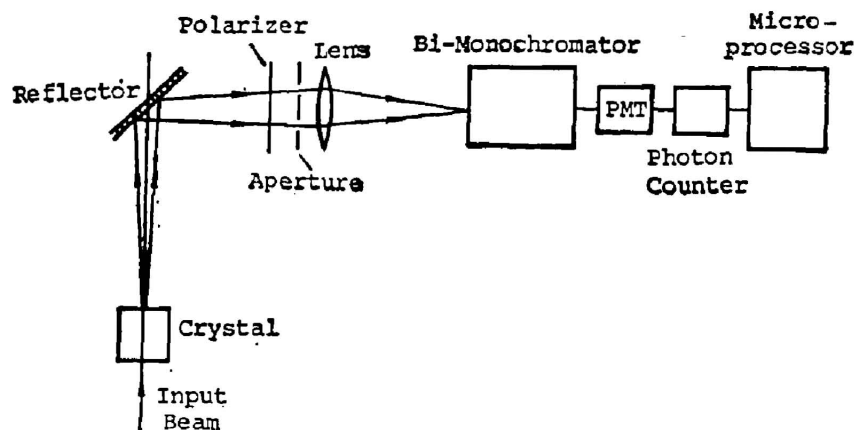 Polarizer
Lens
Bi-Monochromator
Micro-
processor
Reflector
PMT
Aperture
Photon
Counter
Crystal
Input
Beam